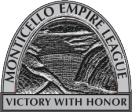 MONTICELLO EMPIRE LEAGUE
VICTORY WITH HONOR